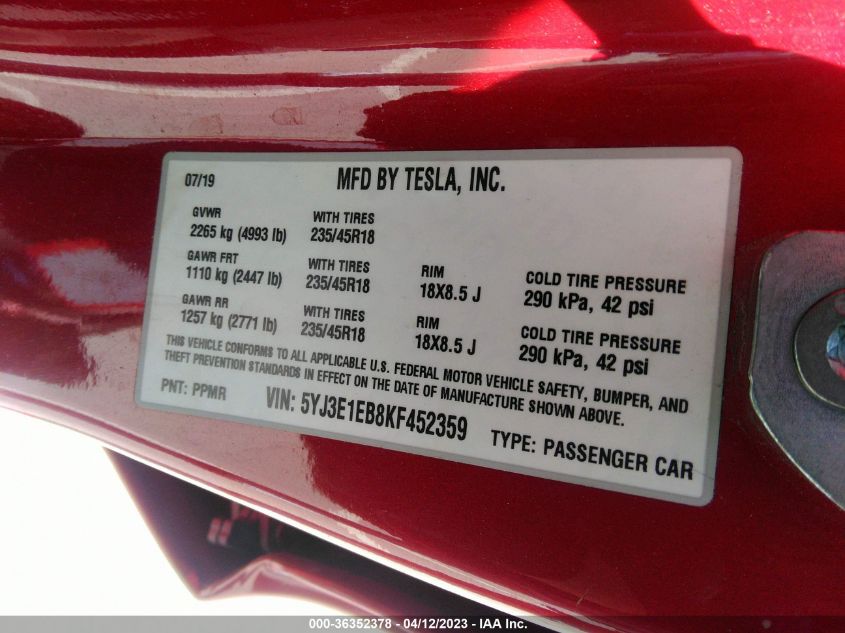 07/19 MFD BY TESLA, INC.
GVWR WITH TIRES
2265 kg (4993 lb) 235/45R18
GAWR FRT WITH TIRES RIM COLD TIRE PRESSURE
1110 kg (2447 lb) 235/45R18 18X8.5 J 290 kPa, 42 psi
GAWR RR WITH TIRES RIM COLD TIRE PRESSURE
1257 kg (2771 lb) 235/45R18 18X8.5 J 290 kPa, 42 psi
THIS VEHICLE CONFORMS TO ALL APPLICABLE U.S. FEDERAL MOTOR VEHICLE SAFETY, BUMPER, AND
THEFT PREVENTION STANDARDS IN EFFECT ON THE DATE OF MANUFACTURE SHOWN ABOVE.
PNT: PPMR VIN: 5YJ3E1EB8KF452359 TYPE: PASSENGER CAR
000-36352378 - 04/12/2023 - IAA Inc.